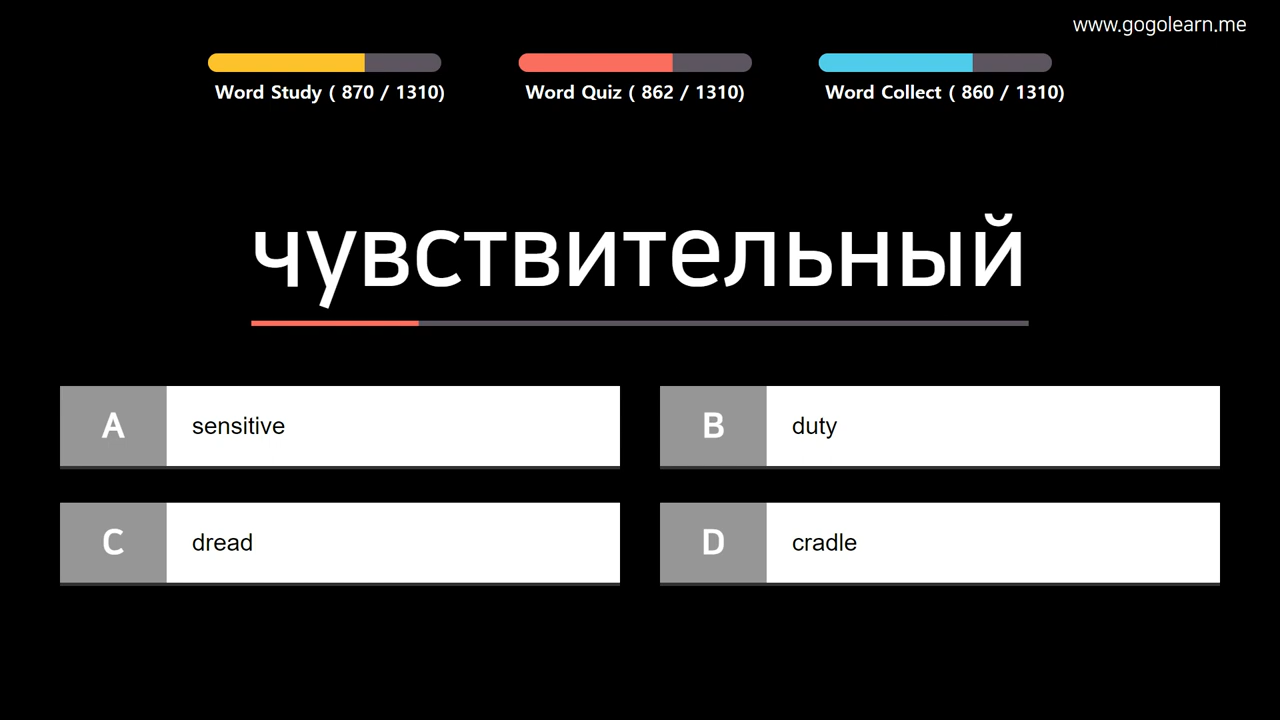 www.gogolearn.me
Word Study ( 870 / 1310)
Word Quiz ( 862 / 1310)
Word Collect ( 860 / 1310)
чувствительный
A sensitive
B duty
C dread
D cradle